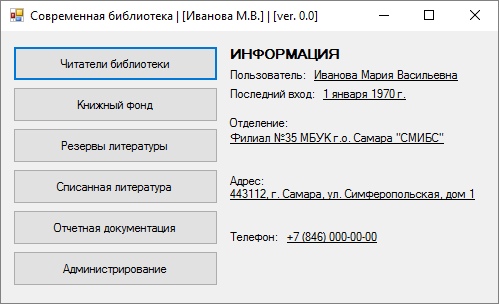 Современная библиотека | [Иванова М.В.] | [ver. 0.0]
Читатели библиотеки
Книжный фонд
Резервы литературы
Списанная литература
Отчетная документация
Администрирование
ИНФОРМАЦИЯ
Пользователь: Иванова Мария Васильевна
Последний вход: 1 января 1970 г.
Отделение:
Филиал №35 МБУК г.о. Самара "СМИБС"
Адрес:
443112, г. Самара, ул. Симферопольская, дом 1
Телефон: +7 (846) 000-00-00